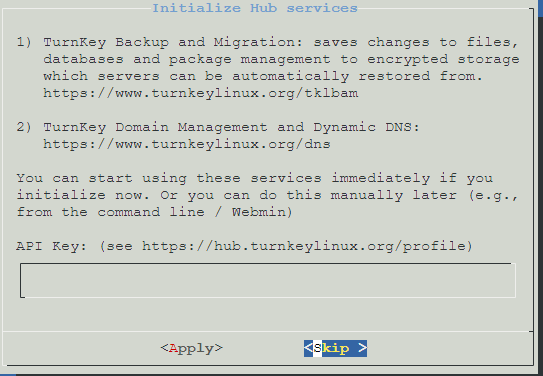 Initialize Hub services
1) TurnKey Backup and Migration: saves changes to files,
databases and package management to encrypted storage
which servers can be automatically restored from.
https://www.turnkeylinux.org/tklbam
2) TurnKey Domain Management and Dynamic DNS:
https://www.turnkeylinux.org/dns
You can start using these services immediately if you
initialize now. Or you can do this manually later (e.g.,
from the command line / Webmin)
API Key: (see https://hub.turnkeylinux.org/profile)
<Apply> <Skip >